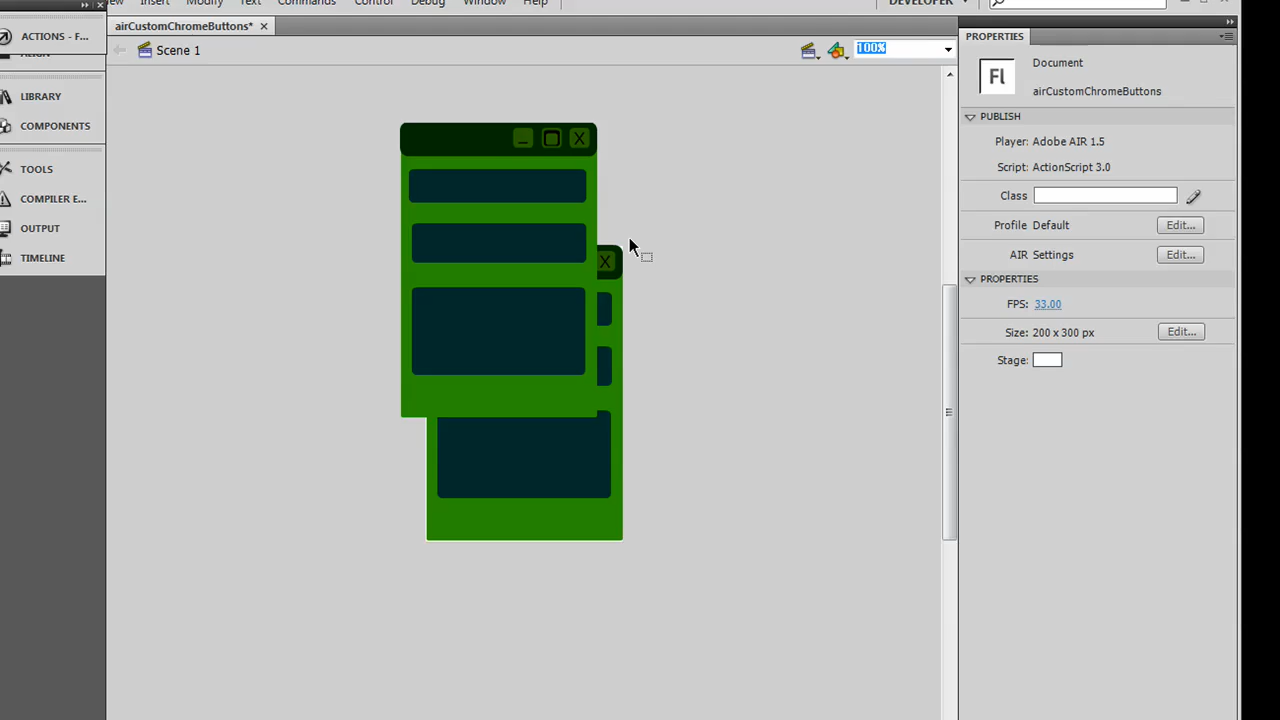 Insert Modify Text Commands Control Debug Window Help DEVELOPER
ACTIONS - F...
airCustomChromeButtons* ×
PROPERTIES
Scene 1
100%
LIBRARY
COMPONENTS
TOOLS
COMPILER E...
OUTPUT
TIMELINE
_ X
X
Fl
Document
airCustomChromeButtons
PUBLISH
Player: Adobe AIR 1.5
Script: ActionScript 3.0
Class
Profile Default Edit...
AIR Settings Edit...
PROPERTIES
FPS: 33.00
Size: 200 x 300 px Edit...
Stage: